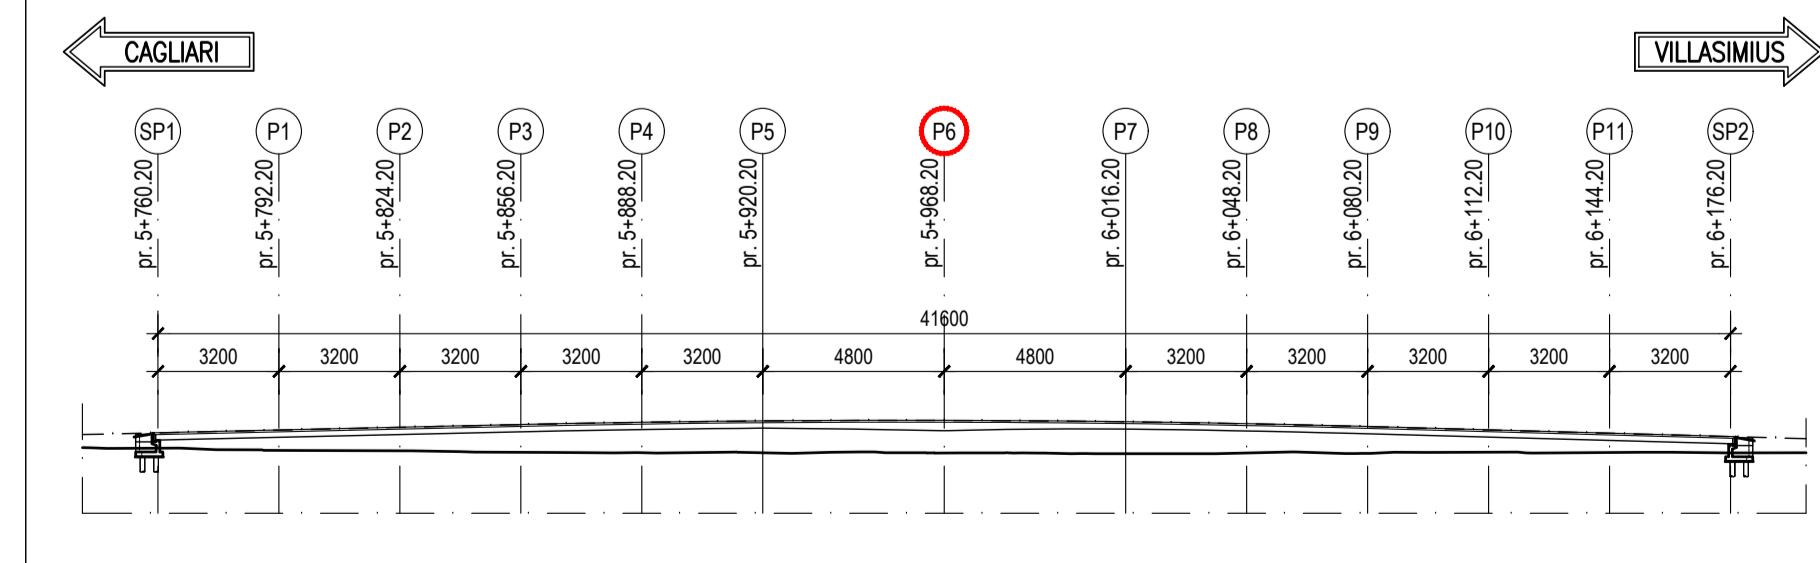 CAGLIARI
VILLASIMIUS
SP1 P1 P2 P3 P4 P5 P6 P7 P8 P9 P10 P11 SP2
pr. 5+760.20
pr. 5+792.20
pr. 5+824.20
pr. 5+856.20
pr. 5+888.20
pr. 5+920.20
pr. 5+968.20
pr. 6+016.20
pr. 6+048.20
pr. 6+080.20
pr. 6+112.20
pr. 6+144.20
pr. 6+176.20
41600
3200 3200 3200 3200 3200 4800 4800 3200 3200 3200 3200 3200